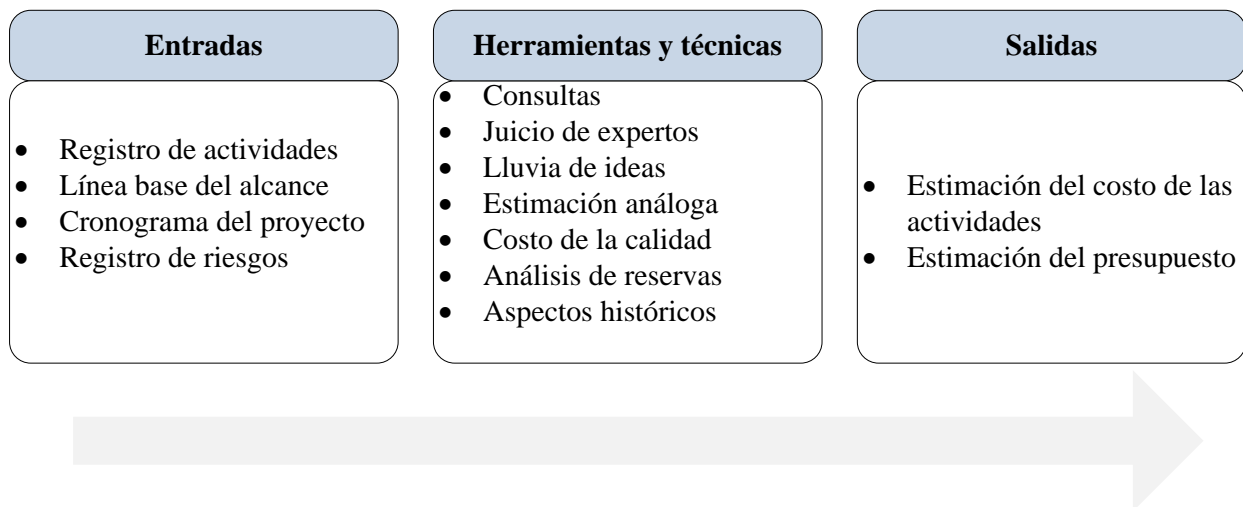 Entradas
• Registro de actividades
• Línea base del alcance
• Cronograma del proyecto
• Registro de riesgos
Herramientas y técnicas
• Consultas
• Juicio de expertos
• Lluvia de ideas
• Estimación análoga
• Costo de la calidad
• Análisis de reservas
• Aspectos históricos
Salidas
• Estimación del costo de las
actividades
• Estimación del presupuesto